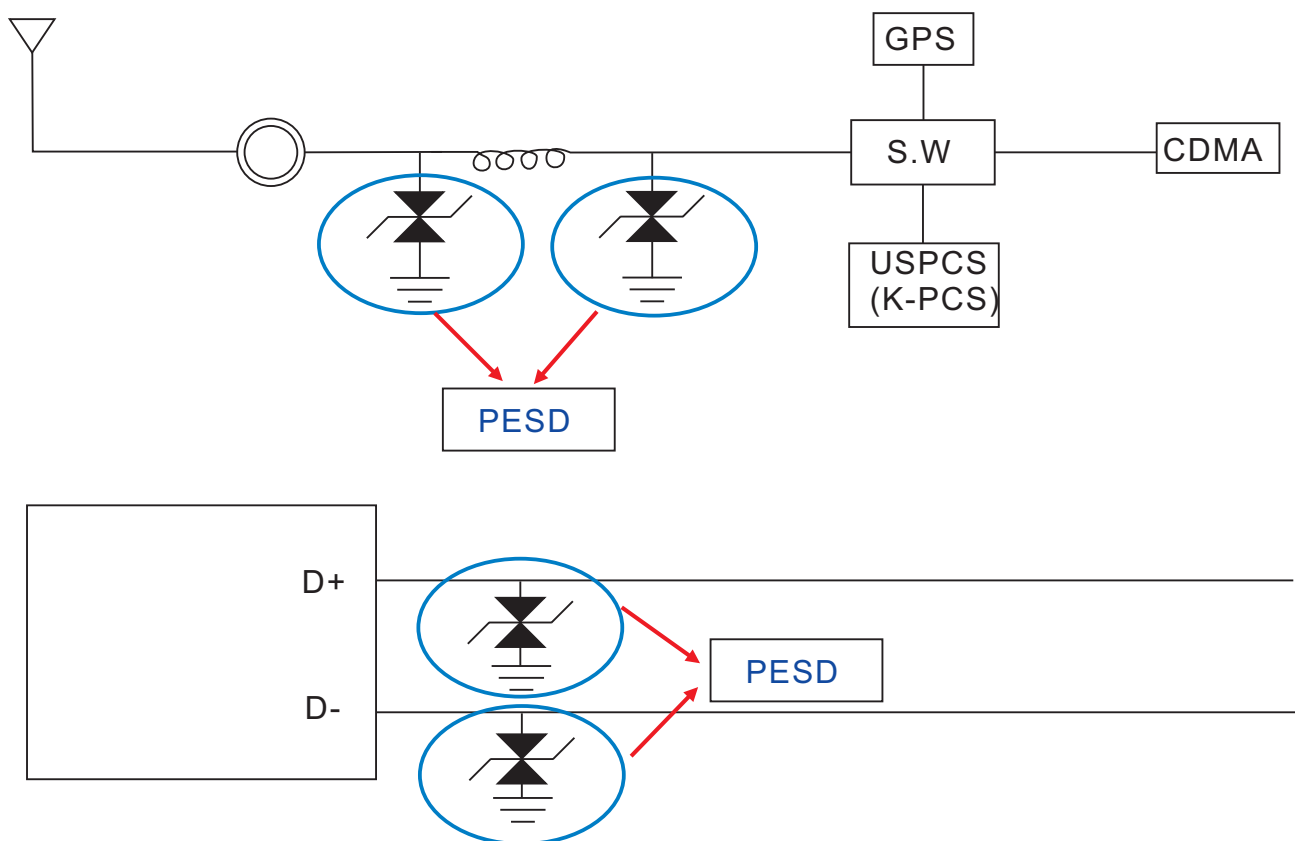 GPS
S.W
CDMA
USPCS
(K-PCS)
PESD
D+
PESD
D-